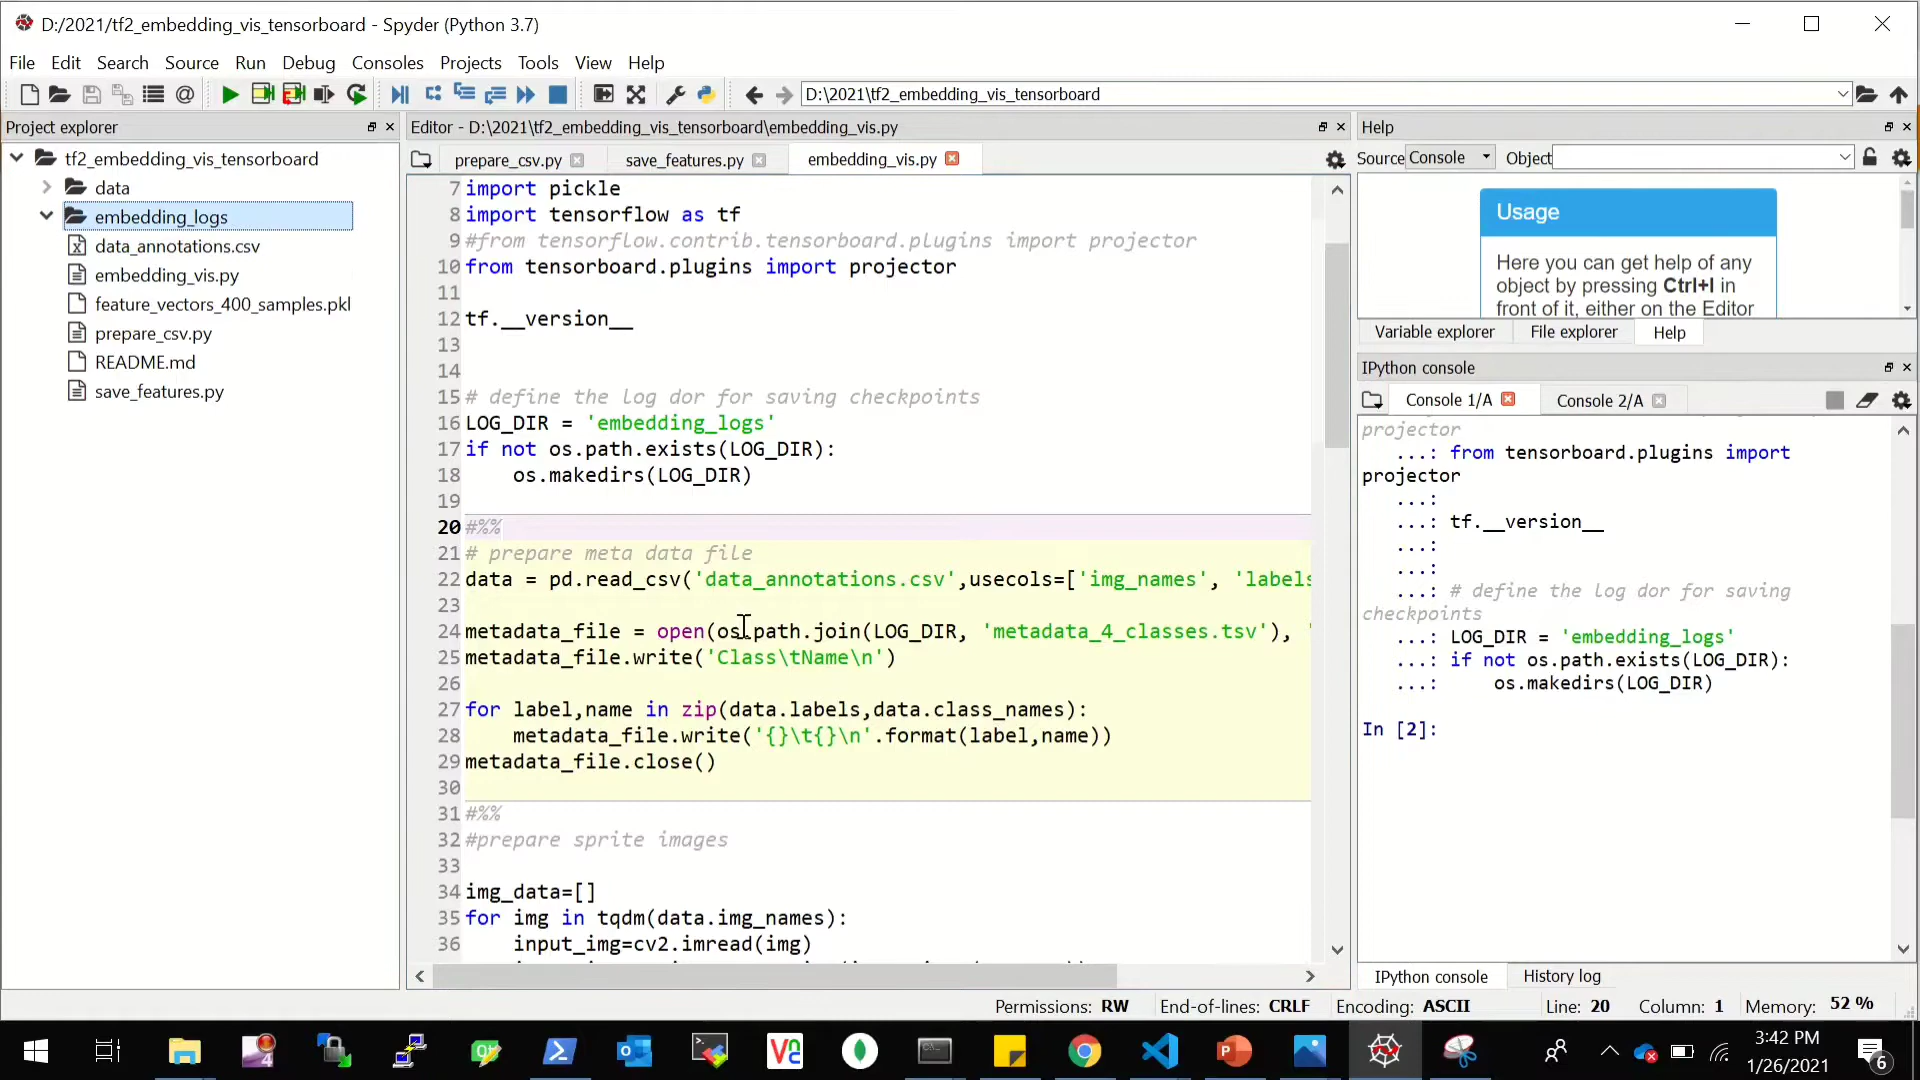 D:/2021/tf2_embedding_vis_tensorboard - Spyder (Python 3.7)
File Edit Search Source Run Debug Consoles Projects Tools View Help
D:\2021\tf2_embedding_vis_tensorboard
Project explorer
tf2_embedding_vis_tensorboard
data
embedding_logs
data_annotations.csv
embedding_vis.py
feature_vectors_400_samples.pkl
prepare_csv.py
README.md
save_features.py
Editor - D:\2021\tf2_embedding_vis_tensorboard\embedding_vis.py
prepare_csv.py save_features.py embedding_vis.py
7 import pickle
8 import tensorflow as tf
9 #from tensorflow.contrib.tensorboard.plugins import projector
10 from tensorboard.plugins import projector
11
12 tf.__version__
13
14
15 # define the log dor for saving checkpoints
16 LOG_DIR = 'embedding_logs'
17 if not os.path.exists(LOG_DIR):
18     os.makedirs(LOG_DIR)
19
20 #%%
21 # prepare meta data file
22 data = pd.read_csv('data_annotations.csv',usecols=['img_names', 'labels
23
24 metadata_file = open(os.path.join(LOG_DIR, 'metadata_4_classes.tsv'), '
25 metadata_file.write('Class\tName\n')
26
27 for label,name in zip(data.labels,data.class_names):
28     metadata_file.write('{}\t{}\n'.format(label,name))
29 metadata_file.close()
30
31 #%%
32 #prepare sprite images
33
34 img_data=[]
35 for img in tqdm(data.img_names):
36     input_img=cv2.imread(img)
Help
Source Console Object
Usage
Here you can get help of any
object by pressing Ctrl+I in
front of it, either on the Editor
Variable explorer File explorer Help
IPython console
Console 1/A Console 2/A
projector
...: from tensorboard.plugins import
projector
...:
...: tf.__version__
...:
...:
...: # define the log dor for saving
checkpoints
...: LOG_DIR = 'embedding_logs'
...: if not os.path.exists(LOG_DIR):
...:     os.makedirs(LOG_DIR)
In [2]:
IPython console History log
Permissions: RW End-of-lines: CRLF Encoding: ASCII Line: 20 Column: 1 Memory: 52 %
3:42 PM
1/26/2021
6